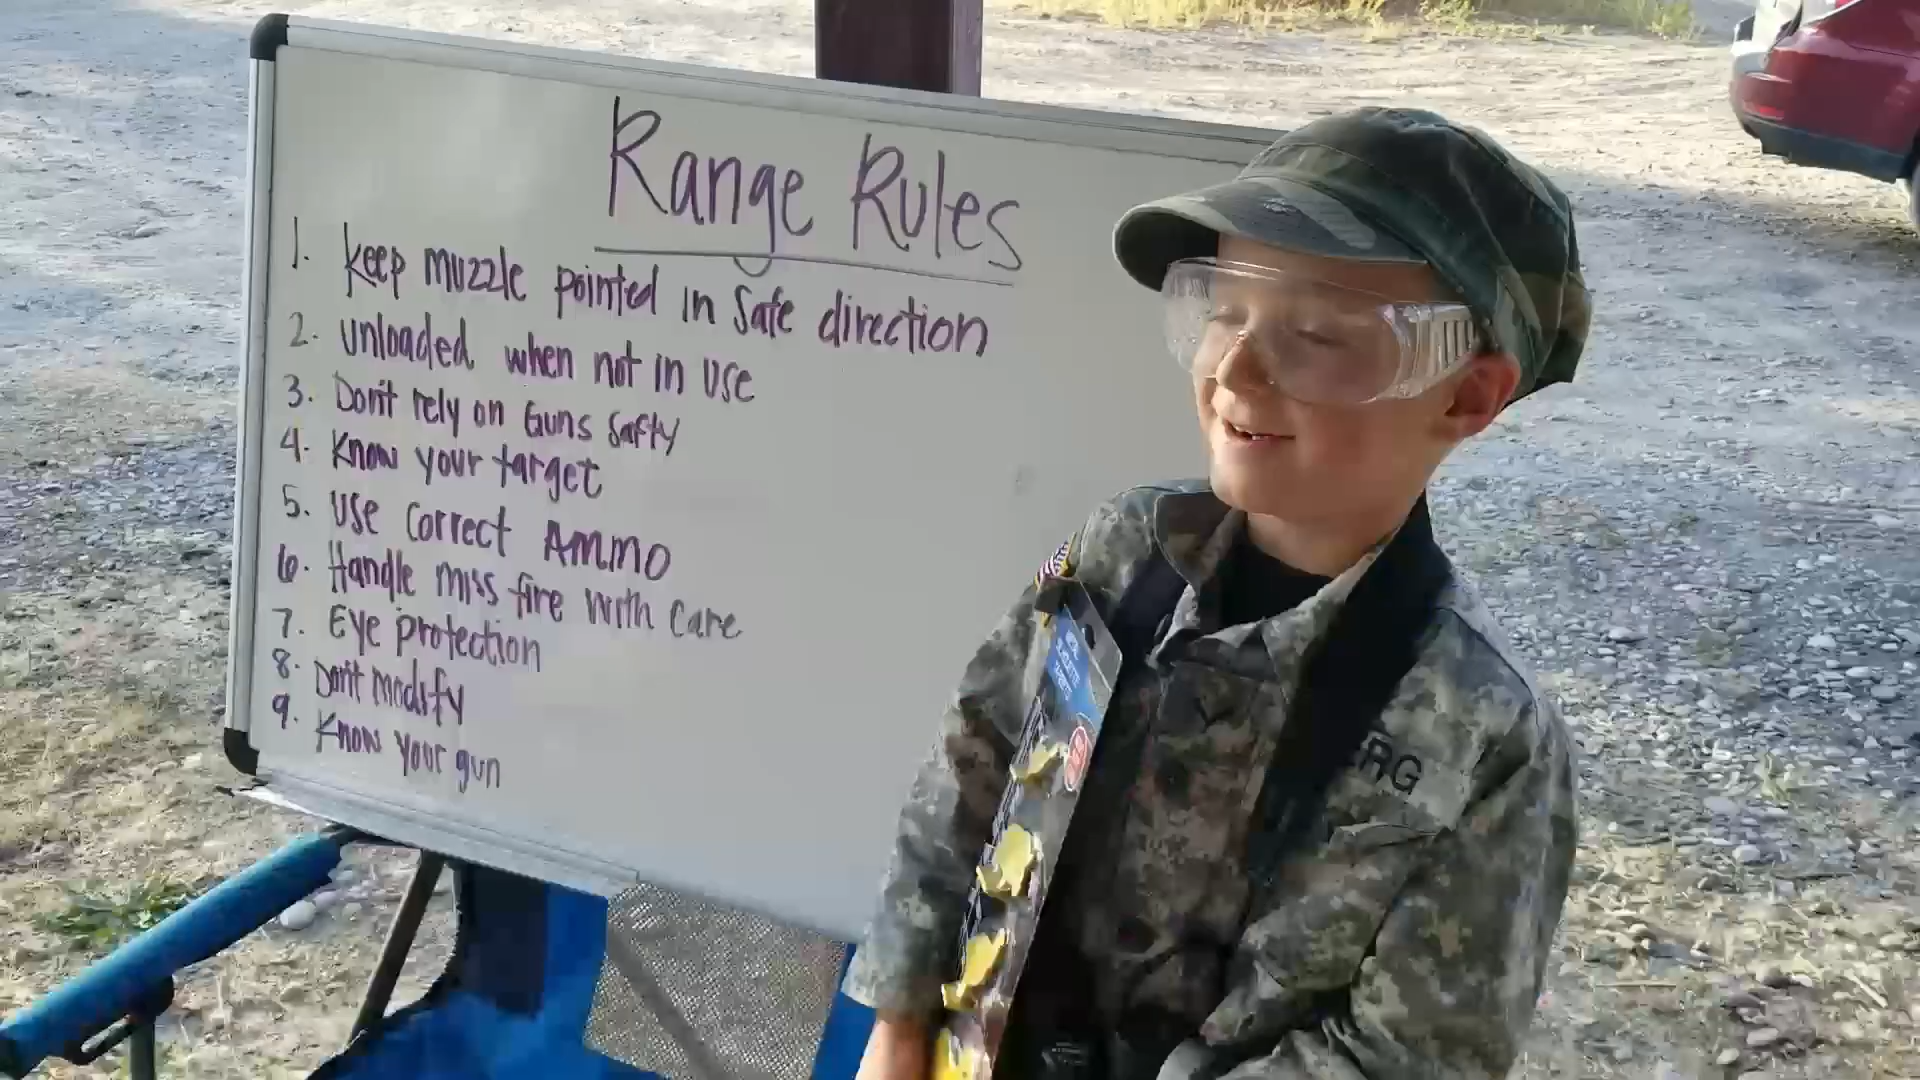 Range Rules
1. keep muzzle pointed in safe direction
2. unloaded when not in use
3. Don't rely on Guns Safty
4. Know your target
5. Use correct Ammo
6. Handle miss fire with care
7. Eye protection
8. Don't modify
9. Know your gun
ERG